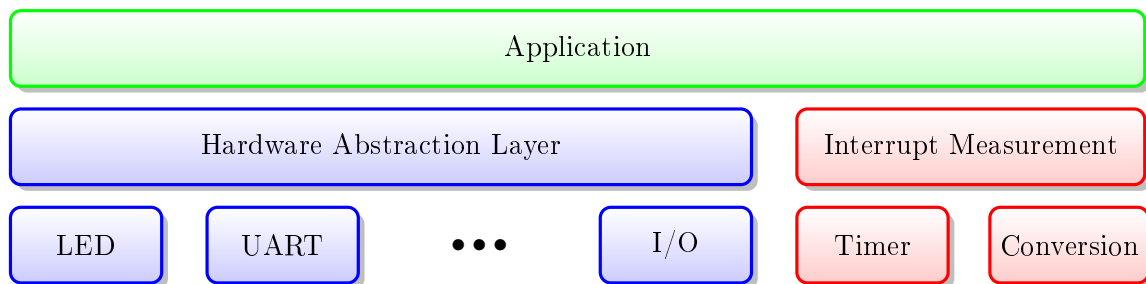 Application
Hardware Abstraction Layer
Interrupt Measurement
LED
UART
•••
I/O
Timer
Conversion